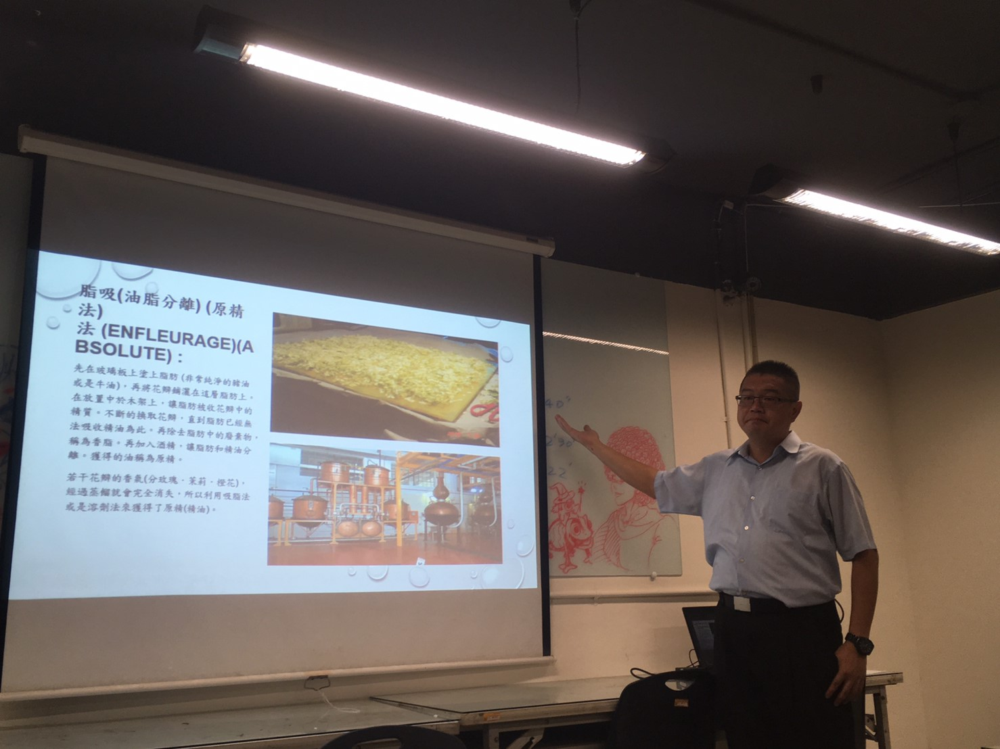 脂吸(油脂分離) (原精
法)
法 (ENFLEURAGE)(A
BSOLUTE)：
先在玻璃板上塗上脂肪 (非常純淨的豬油
或是牛油)，再將花瓣鋪灑在這層脂肪上。
在放置中於木架上，讓脂肪被收花瓣中的
精質。不斷的換取花瓣，直到脂肪已經無
法吸收精油為此。再除去脂肪中的廢棄物，
稱為香脂。再加入酒精，讓脂肪和精油分
離。獲得的油稱為原精。
若干花瓣的香氣(分玫瑰．茉莉．橙花)，
經過蒸餾就會完全消失，所以利用吸脂法
或是溶劑法來獲得了原精(精油)。